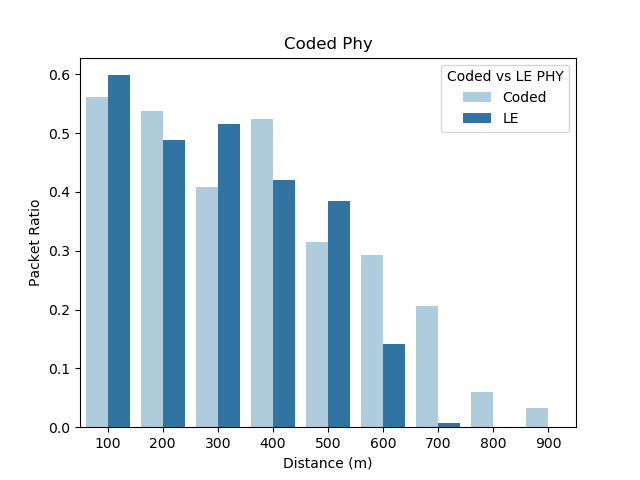 Coded Phy
Coded vs LE PHY
Coded
LE
Packet Ratio
0.6
0.5
0.4
0.3
0.2
0.1
0.0
100 200 300 400 500 600 700 800 900
Distance (m)